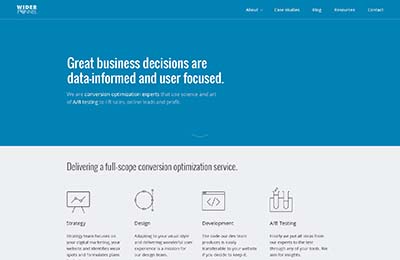 WIDER
FUNNEL
About
Case studies
Blog
Resources
Contact
Great business decisions are
data-informed and user focused.
We are conversion optimization experts that use science and art
of A/B testing to lift sales, online leads and profit.
Delivering a full-scope conversion optimization service.
Strategy
Strategy team focuses on
your digital marketing, your
website and identifies weak
spots and formulates plans
Design
Adapting to your visual style
and delivering wonderful user
experience is a mission for
our design team.
Development
The code our dev team
produces is easily
transferable to your website
if you decide to keep it.
A/B Testing
Finally we put all steps from
our experts to the test
through any of your tools. We
aim for insights.